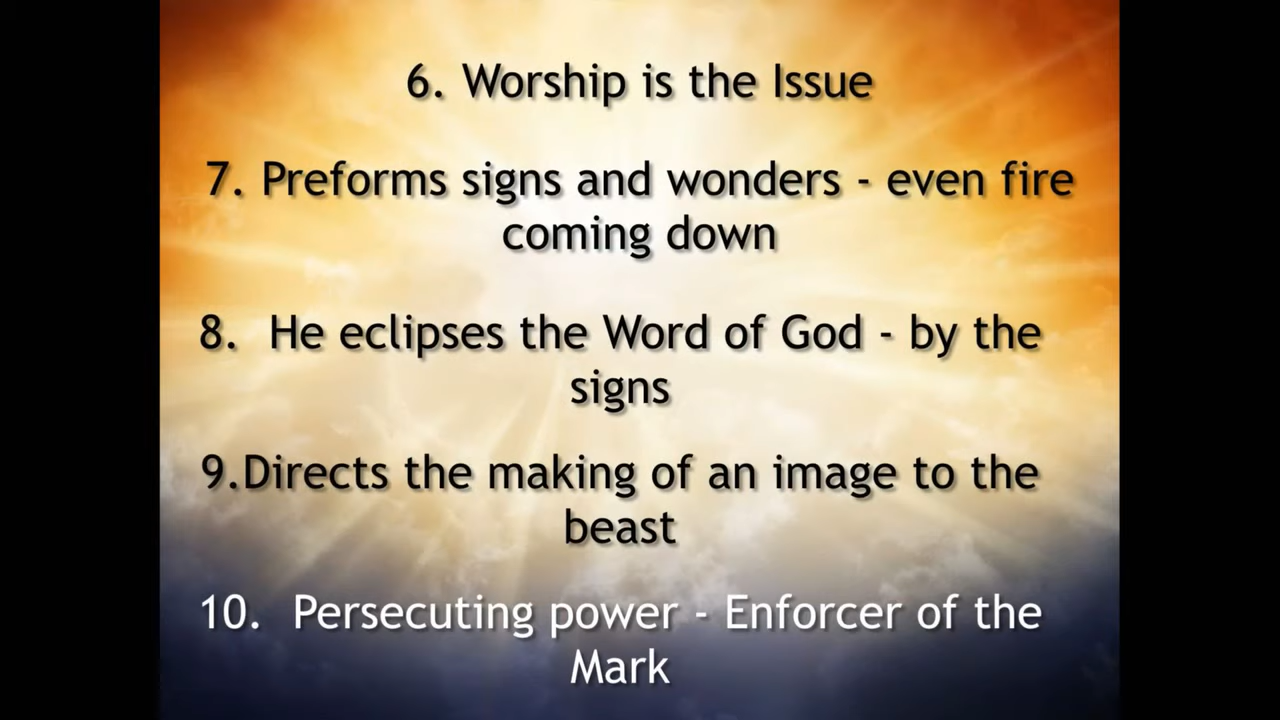 6. Worship is the Issue
7. Preforms signs and wonders - even fire
coming down
8. He eclipses the Word of God - by the
signs
9.Directs the making of an image to the
beast
10. Persecuting power - Enforcer of the
Mark